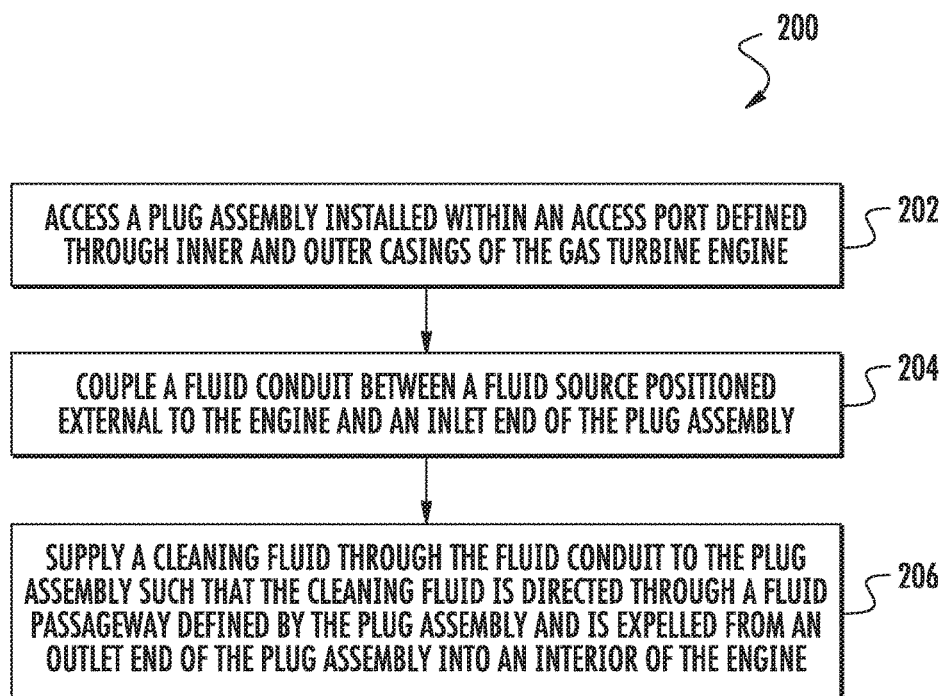 200
ACCESS A PLUG ASSEMBLY INSTALLED WITHIN AN ACCESS PORT DEFINED
THROUGH INNER AND OUTER CASINGS OF THE GAS TURBINE ENGINE
202
COUPLE A FLUID CONDUIT BETWEEN A FLUID SOURCE POSITIONED
EXTERNAL TO THE ENGINE AND AN INLET END OF THE PLUG ASSEMBLY
204
SUPPLY A CLEANING FLUID THROUGH THE FLUID CONDUIT TO THE PLUG
ASSEMBLY SUCH THAT THE CLEANING FLUID IS DIRECTED THROUGH A FLUID
PASSAGEWAY DEFINED BY THE PLUG ASSEMBLY AND IS EXPELLED FROM AN
OUTLET END OF THE PLUG ASSEMBLY INTO AN INTERIOR OF THE ENGINE
206